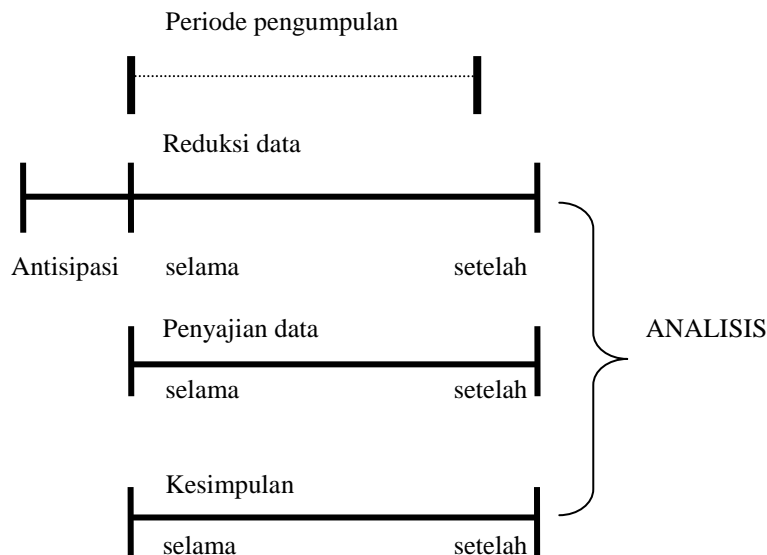 Periode pengumpulan
Reduksi data
Antisipasi selama setelah
Penyajian data ANALISIS
selama setelah
Kesimpulan
selama setelah